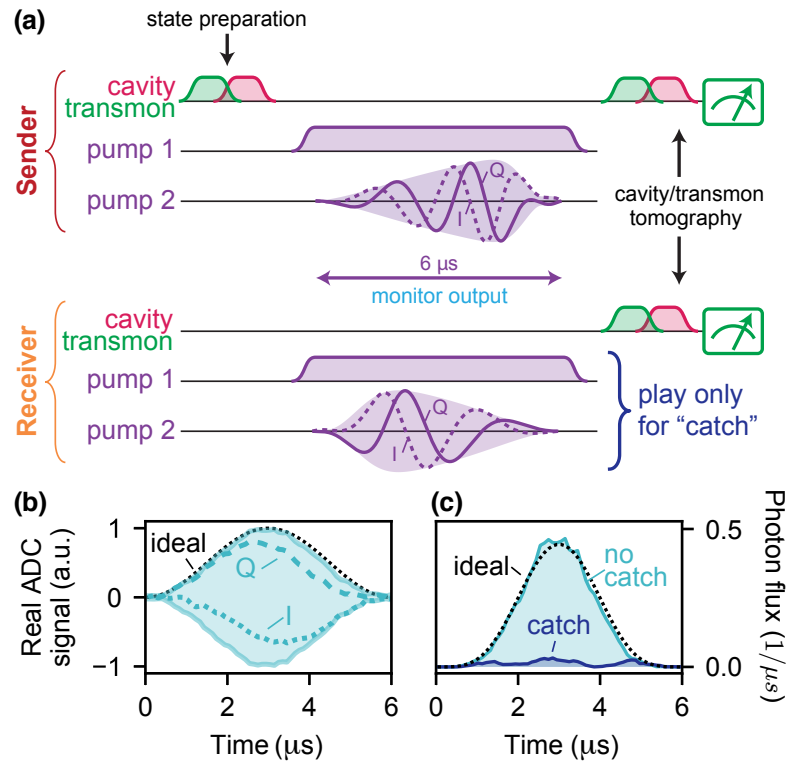 (a)
state preparation
Sender
cavity
transmon
pump 1
pump 2
Q
I
cavity/transmon
tomography
6 μs
monitor output
Receiver
cavity
transmon
pump 1
pump 2
Q
I
play only
for “catch”
(b)
Real ADC
signal (a.u.)
1
0
−1
ideal
Q
I
0
2
4
6
Time (μs)
(c)
ideal
no
catch
catch
0.5
0.0
Photon flux (1/μs)
0
2
4
6
Time (μs)